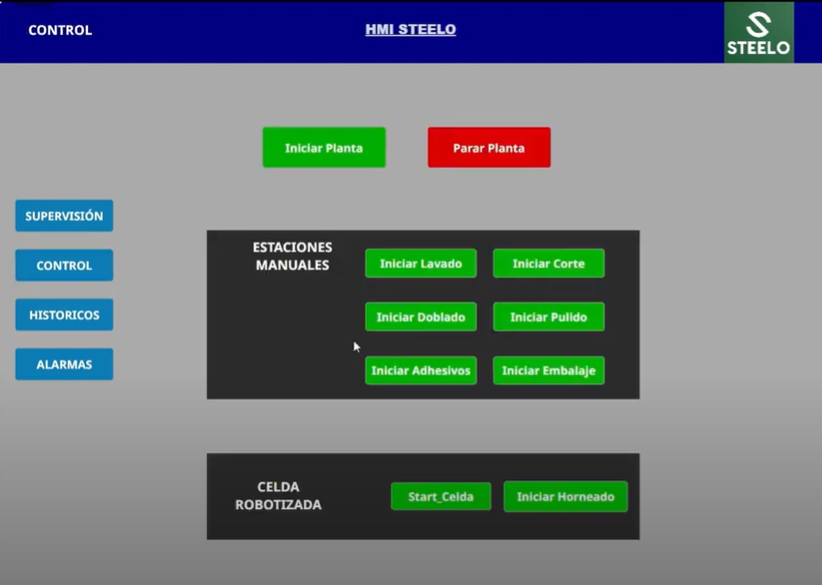 CONTROL
HMI STEELO
STEELO
Iniciar Planta
Parar Planta
SUPERVISIÓN
CONTROL
HISTORICOS
ALARMAS
ESTACIONES
MANUALES
Iniciar Lavado
Iniciar Corte
Iniciar Doblado
Iniciar Pulido
Iniciar Adhesivos
Iniciar Embalaje
CELDA
ROBOTIZADA
Start_Celda
Iniciar Horneado